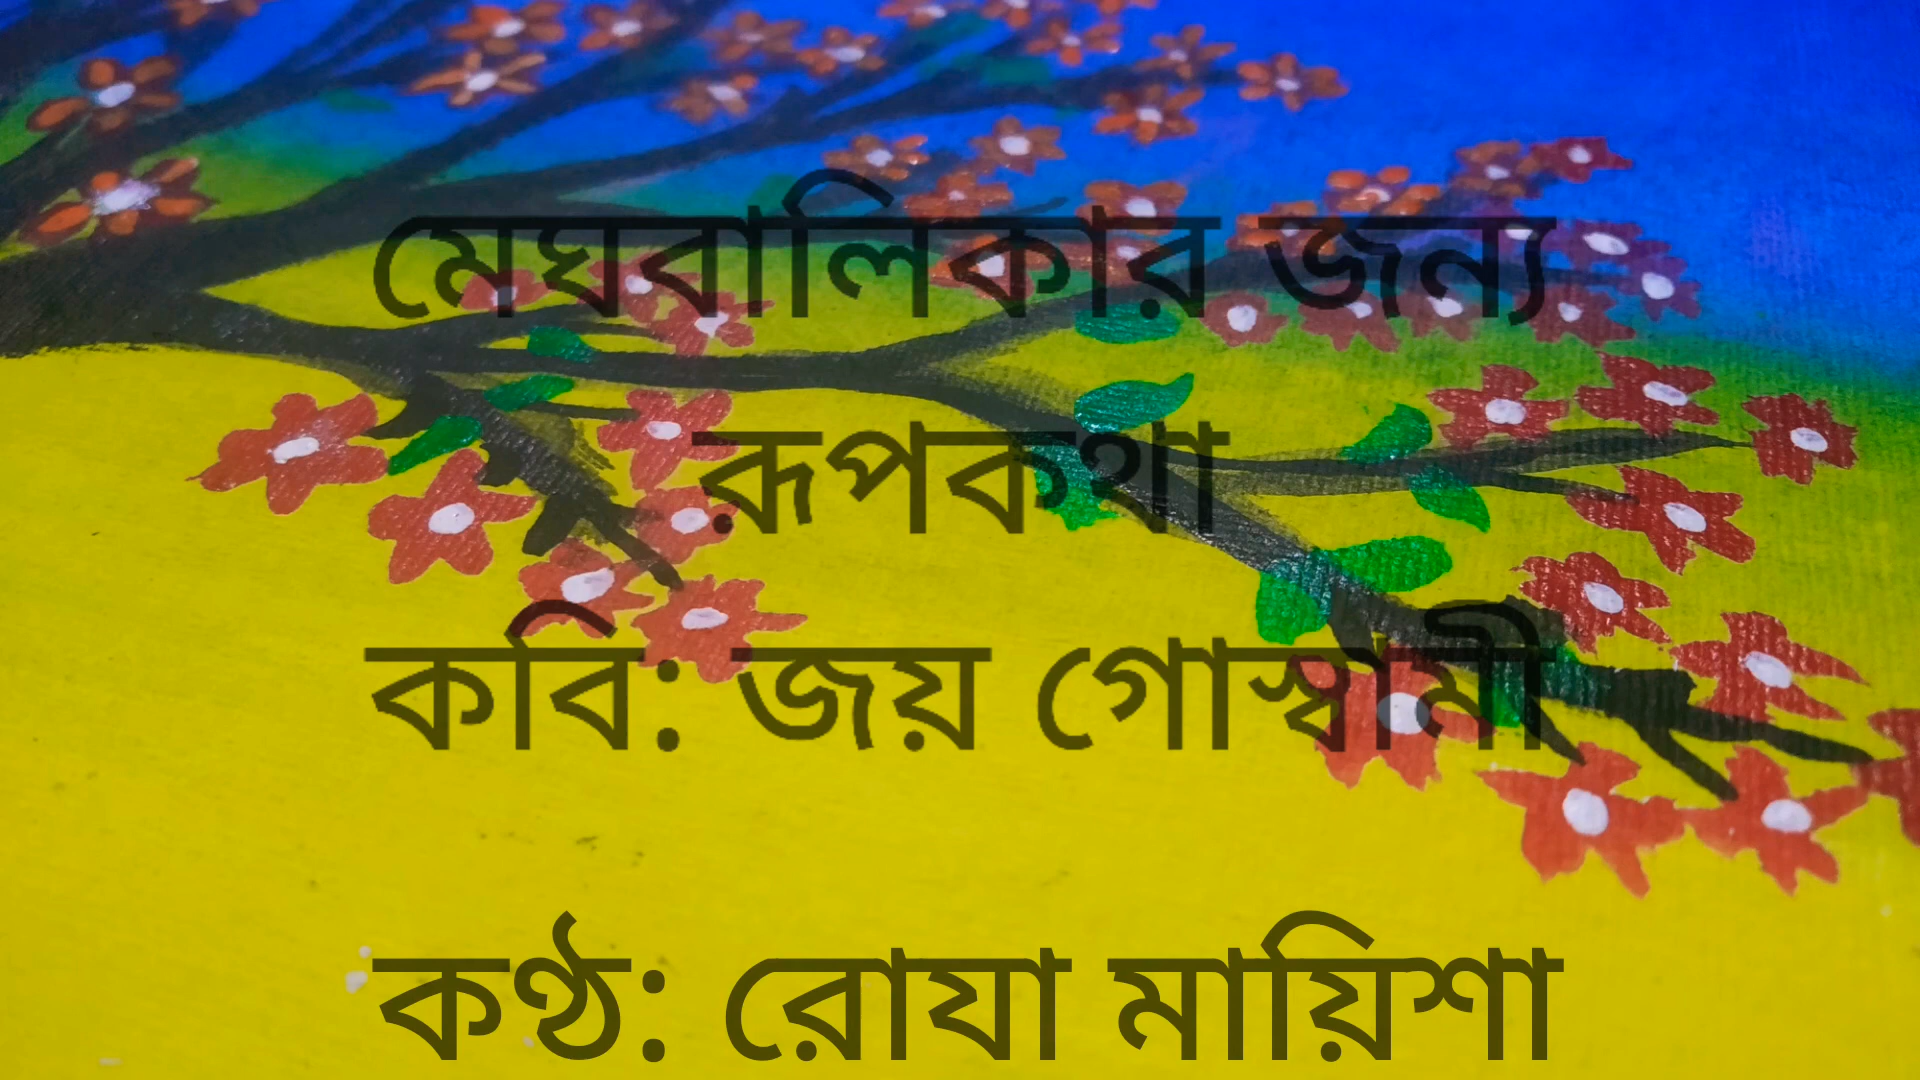 মেঘবালিকার জন্য
রূপকথা
কবি: জয় গোস্বামী
কণ্ঠ: রোযা মায়িশা